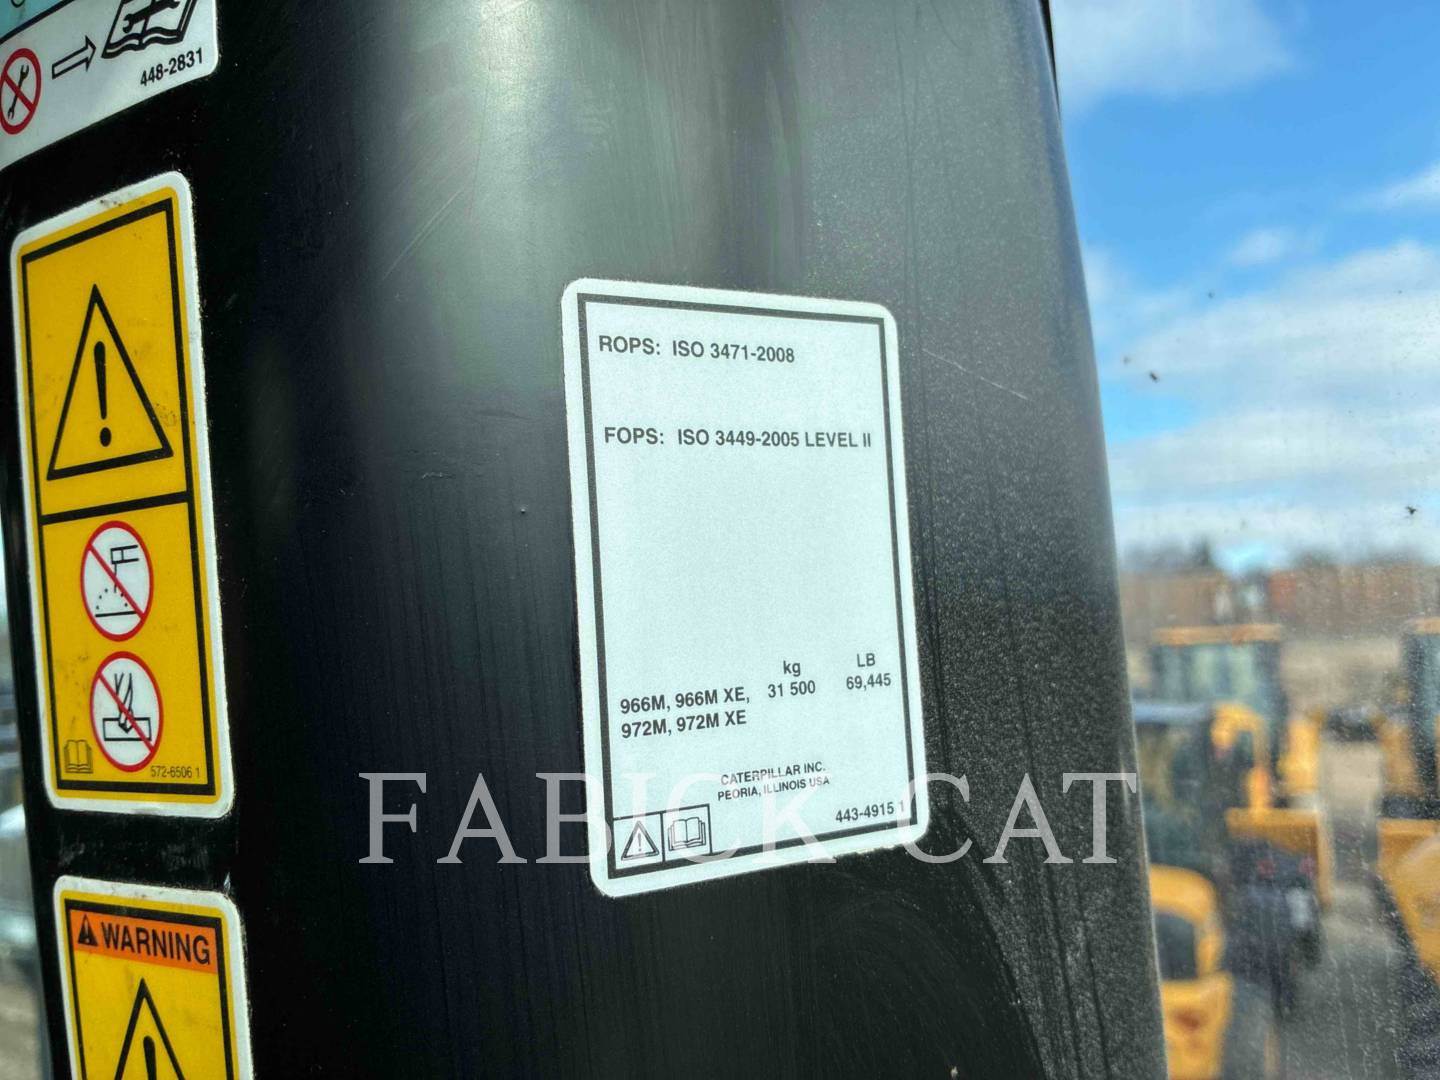 448-2831
572-6506 1
WARNING
ROPS: ISO 3471-2008
FOPS: ISO 3449-2005 LEVEL II
kg LB
966M, 966M XE, 31 500 69,445
972M, 972M XE
CATERPILLAR INC.
PEORIA, ILLINOIS USA
443-4915 1
FABICK CAT